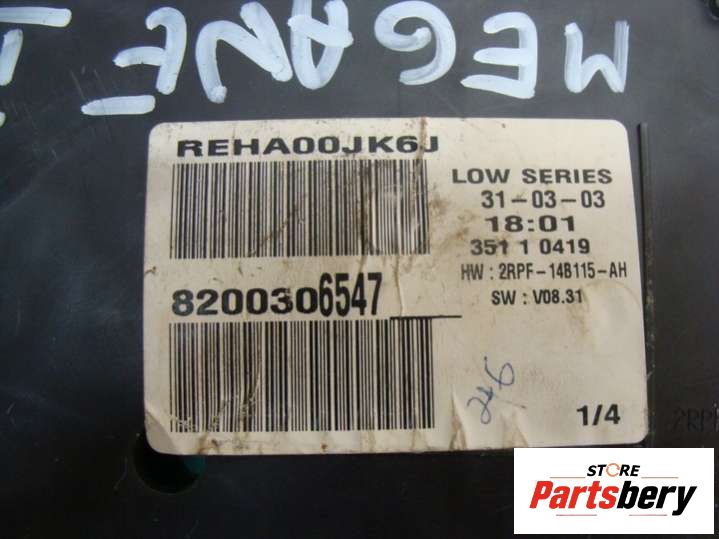 MEGANE
REHA00JK6J
LOW SERIES
31-03-03
18:01
351 1 0419
HW : 2RPF-14B115-AH
SW : V08.31
8200306547
246
1/4
STORE
Partsbery